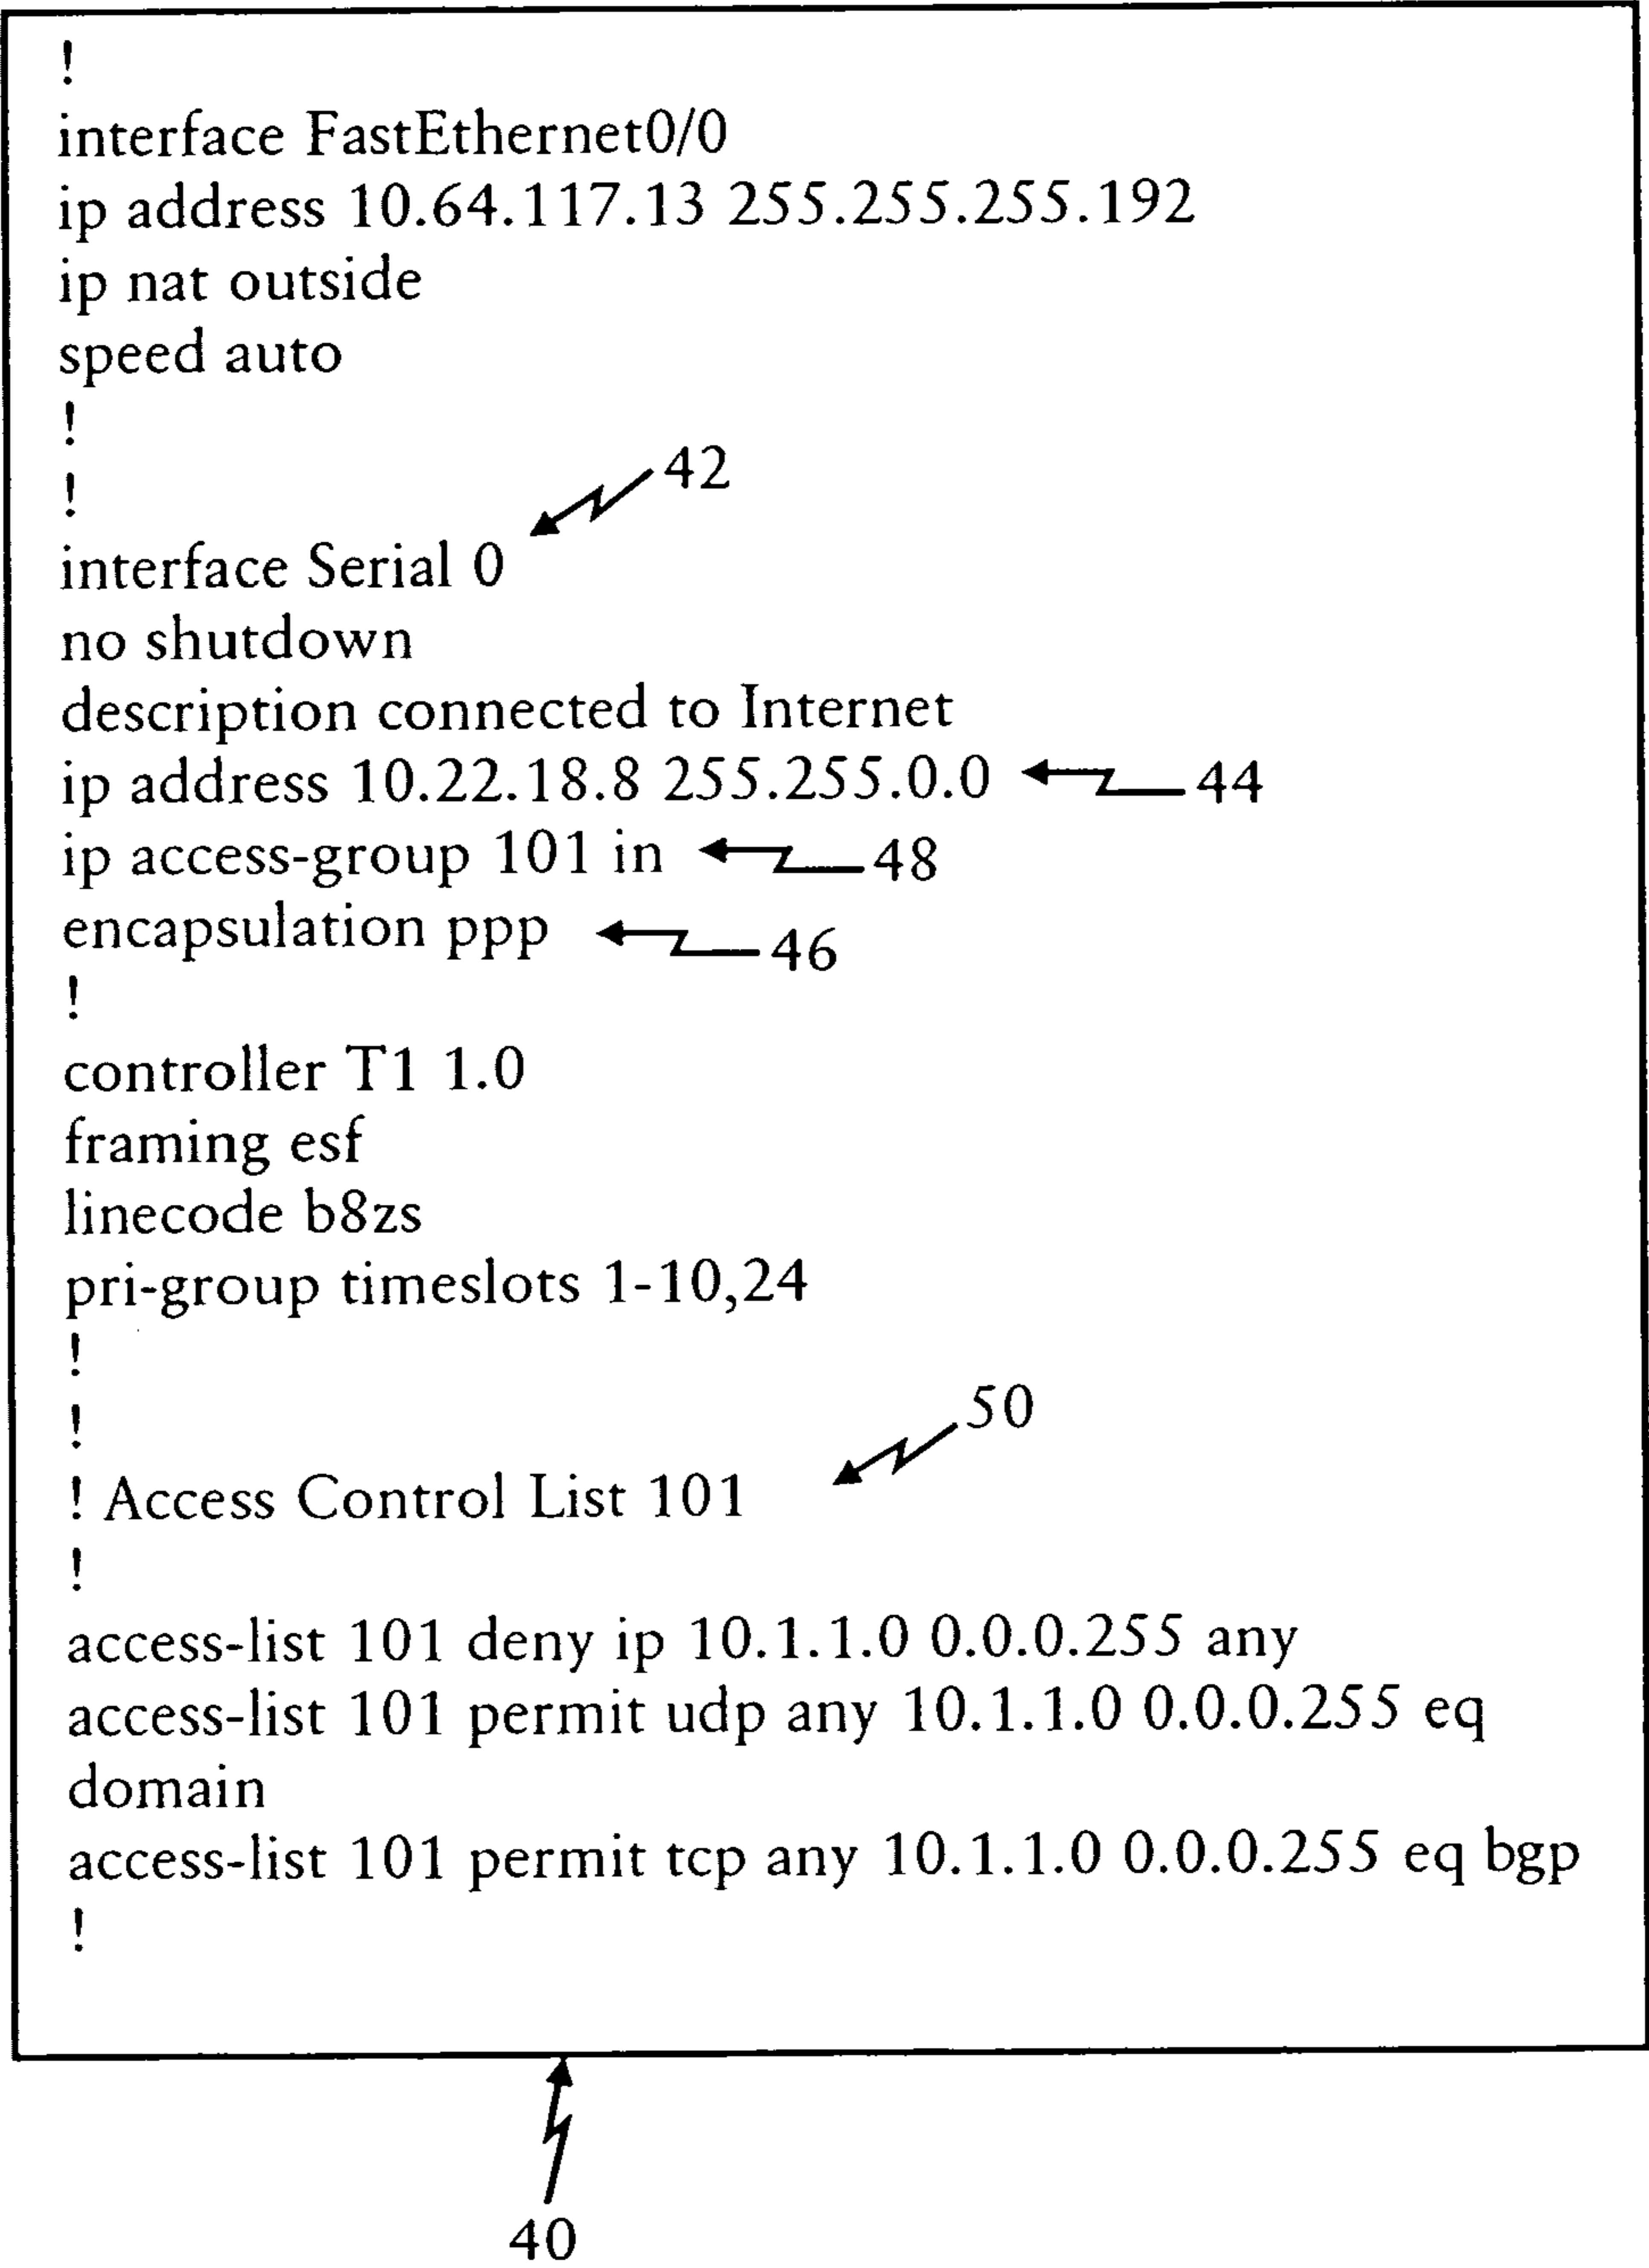 !
interface FastEthernet0/0
ip address 10.64.117.13 255.255.255.192
ip nat outside
speed auto
!
!
42
interface Serial 0
no shutdown
description connected to Internet
ip address 10.22.18.8 255.255.0.0 44
ip access-group 101 in 48
encapsulation ppp 46
!
controller T1 1.0
framing esf
linecode b8zs
pri-group timeslots 1-10,24
!
!
50
! Access Control List 101
!
access-list 101 deny ip 10.1.1.0 0.0.0.255 any
access-list 101 permit udp any 10.1.1.0 0.0.0.255 eq
domain
access-list 101 permit tcp any 10.1.1.0 0.0.0.255 eq bgp
!
40